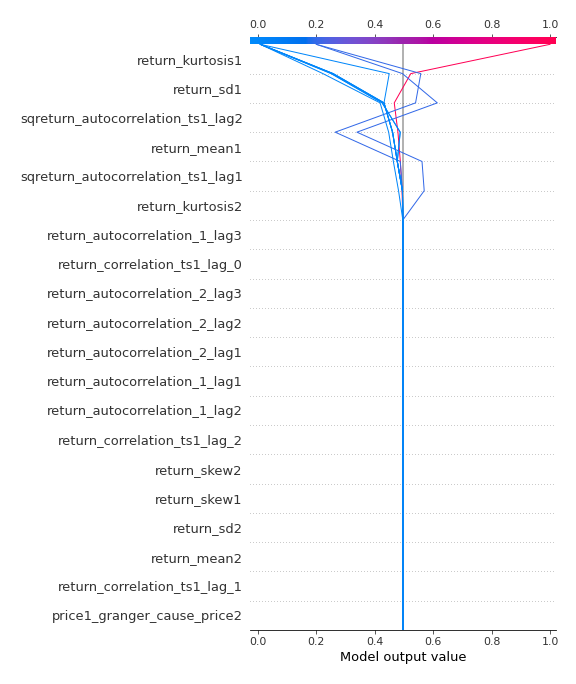 0.0 0.2 0.4 0.6 0.8 1.0
return_kurtosis1
return_sd1
sqreturn_autocorrelation_ts1_lag2
return_mean1
sqreturn_autocorrelation_ts1_lag1
return_kurtosis2
return_autocorrelation_1_lag3
return_correlation_ts1_lag_0
return_autocorrelation_2_lag3
return_autocorrelation_2_lag2
return_autocorrelation_2_lag1
return_autocorrelation_1_lag1
return_autocorrelation_1_lag2
return_correlation_ts1_lag_2
return_skew2
return_skew1
return_sd2
return_mean2
return_correlation_ts1_lag_1
price1_granger_cause_price2
0.0 0.2 0.4 0.6 0.8 1.0
Model output value